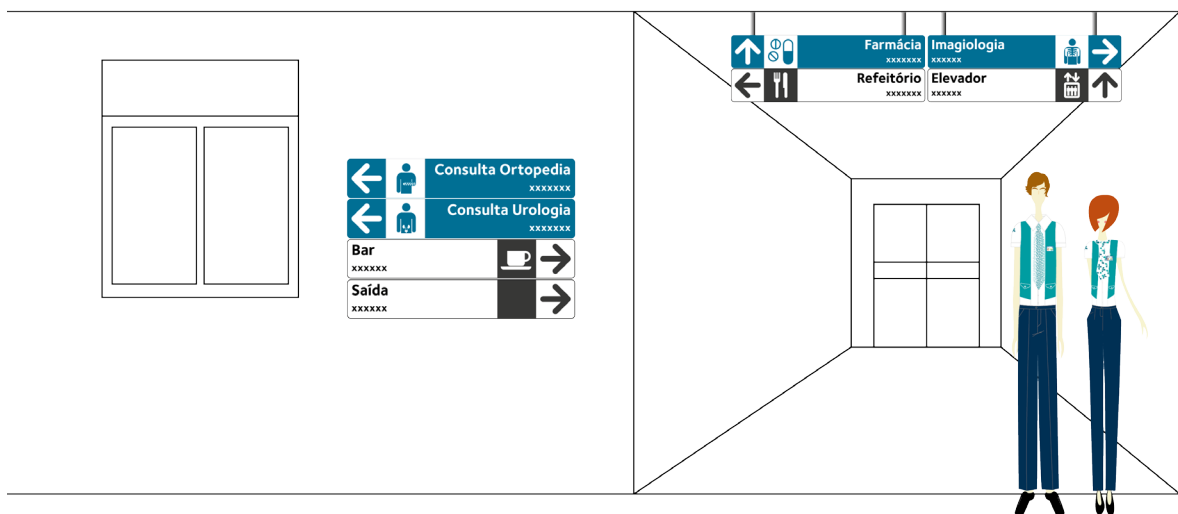 Consulta Ortopedia
xxxxxxx
Consulta Urologia
xxxxxxx
Bar
xxxxxx
Saída
xxxxxx
Farmácia
xxxxxxx
Imagiologia
xxxxxx
Refeitório
xxxxxxx
Elevador
xxxxxx